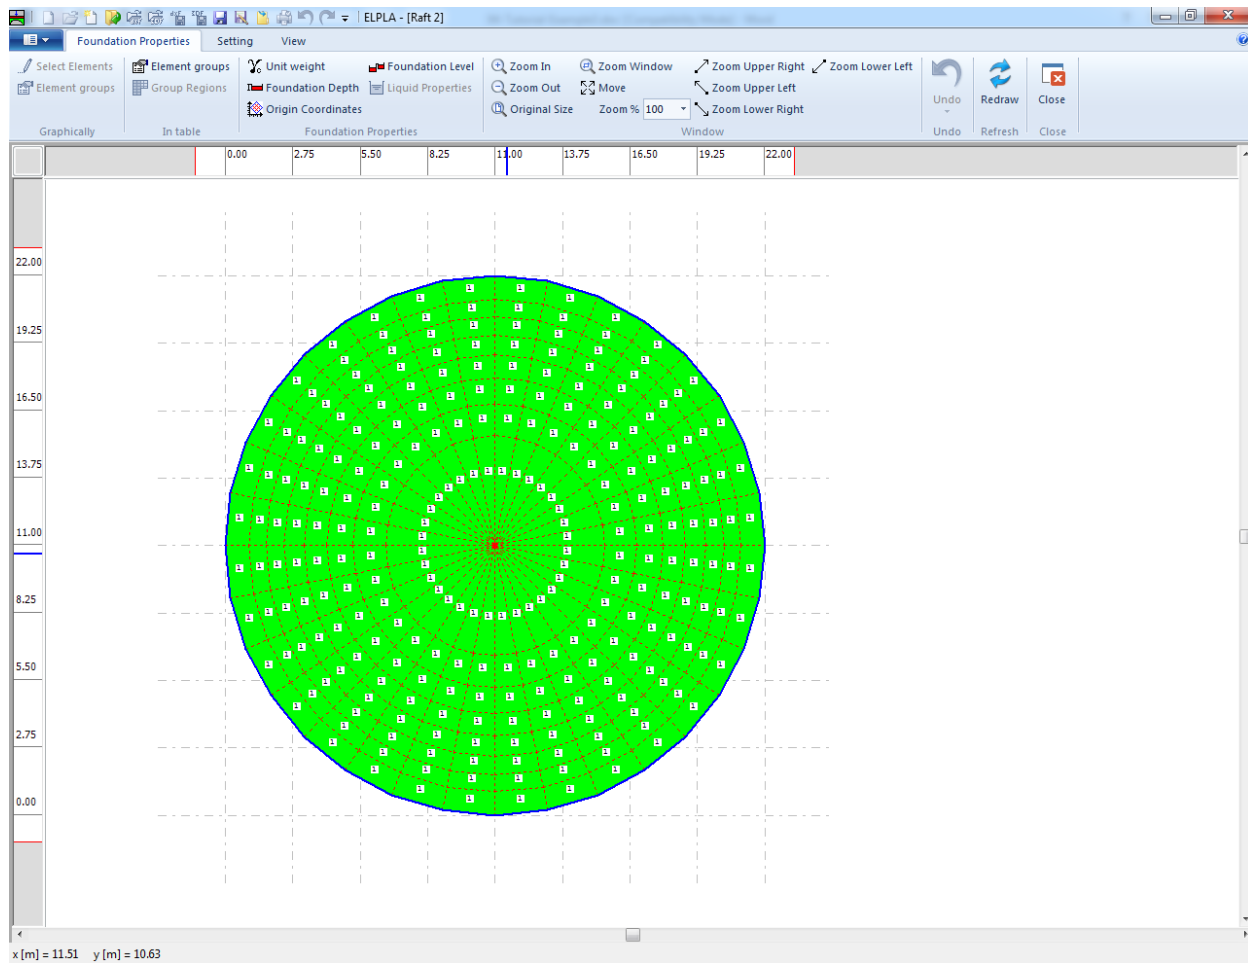 ELPLA - [Raft 2]
Foundation Properties Setting View
Select Elements Element groups Unit weight Foundation Level Zoom In Zoom Window Zoom Upper Right Zoom Lower Left
Element groups Group Regions Foundation Depth Liquid Properties Zoom Out Move Zoom Upper Left Undo Redraw Close
Origin Coordinates Original Size Zoom % 100 Zoom Lower Right
Graphically In table Foundation Properties Window Undo Refresh Close
0.00 2.75 5.50 8.25 11.00 13.75 16.50 19.25 22.00
22.00
19.25
16.50
13.75
11.00
8.25
5.50
2.75
0.00
x [m] = 11.51 y [m] = 10.63